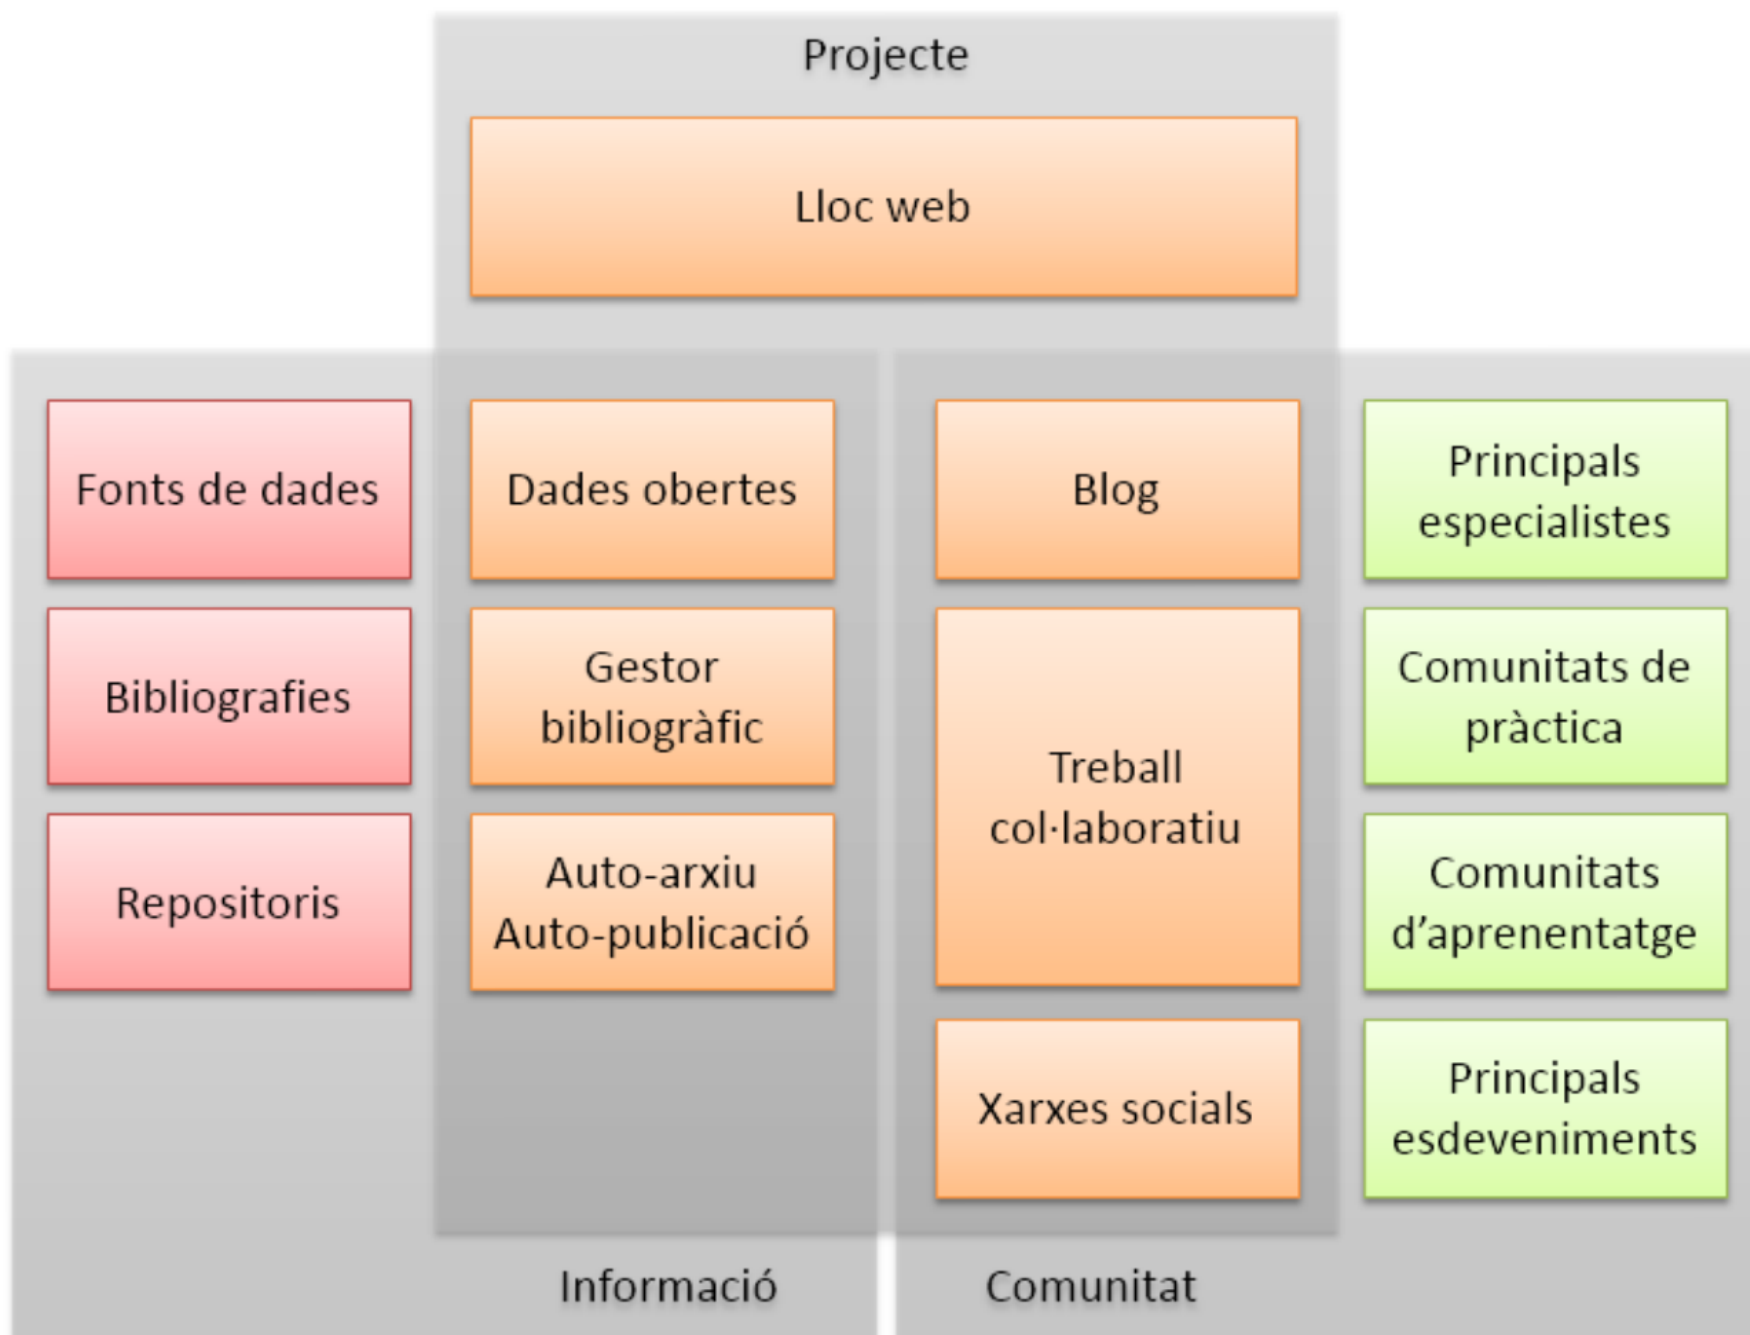 Projecte
Lloc web
Fonts de dades
Dades obertes
Blog
Principals
especialistes
Bibliografies
Gestor
bibliogràfic
Treball
col·laboratiu
Comunitats de
pràctica
Repositoris
Auto-arxiu
Auto-publicació
Comunitats
d’aprenentatge
Xarxes socials
Principals
esdeveniments
Informació
Comunitat